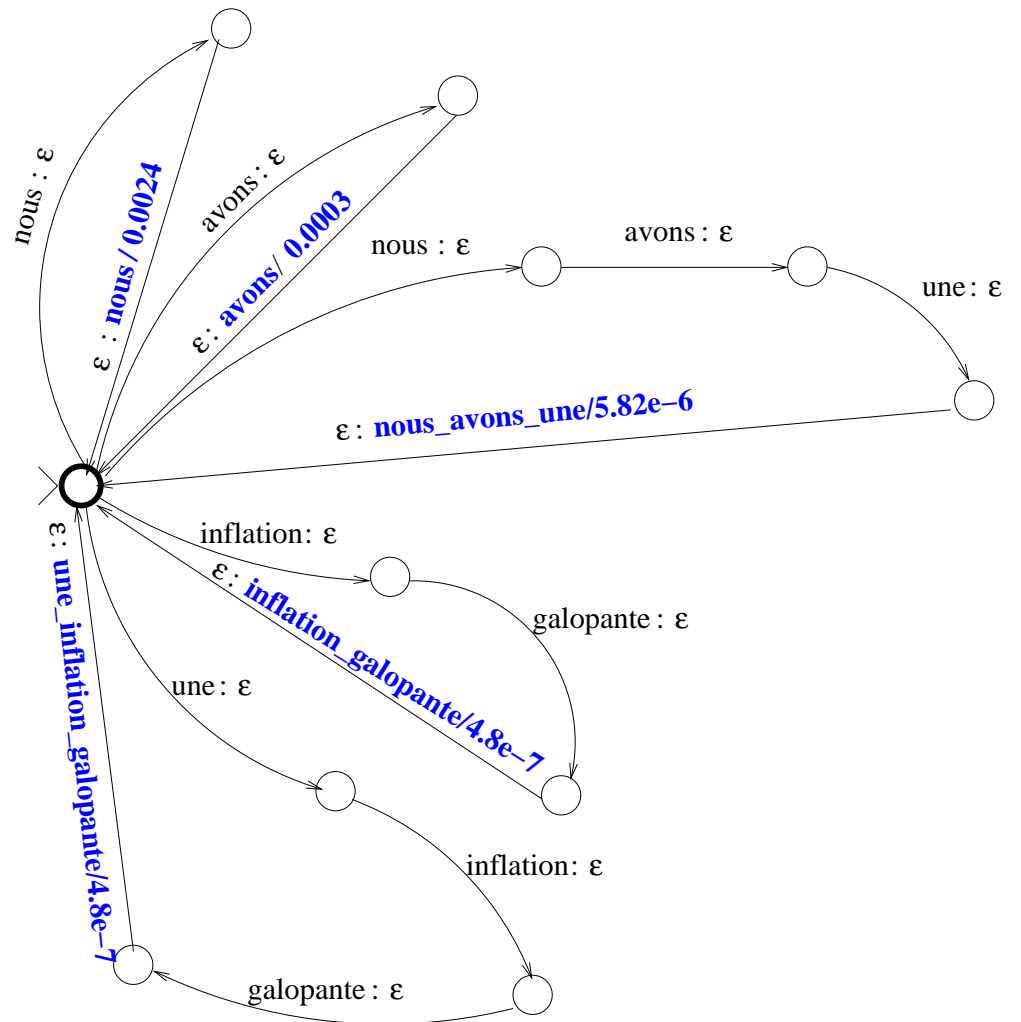 nous : ε
ε : nous / 0.0024
avons : ε
ε: avons/ 0.0003
nous : ε
avons : ε
une: ε
ε: nous_avons_une/5.82e−6
inflation: ε
galopante : ε
ε: inflation_galopante/4.8e−7
une: ε
inflation: ε
galopante : ε
ε: une_inflation_galopante/4.8e−7